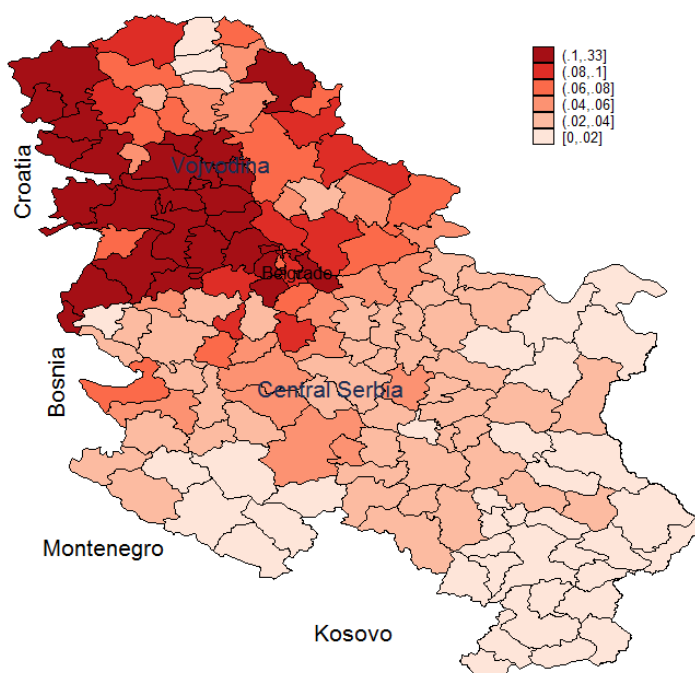 (.1,.33]
(.08,.1]
(.06,.08]
(.04,.06]
(.02,.04]
[0,.02]
Croatia
Vojvodina
Belgrade
Bosnia
Central Serbia
Montenegro
Kosovo